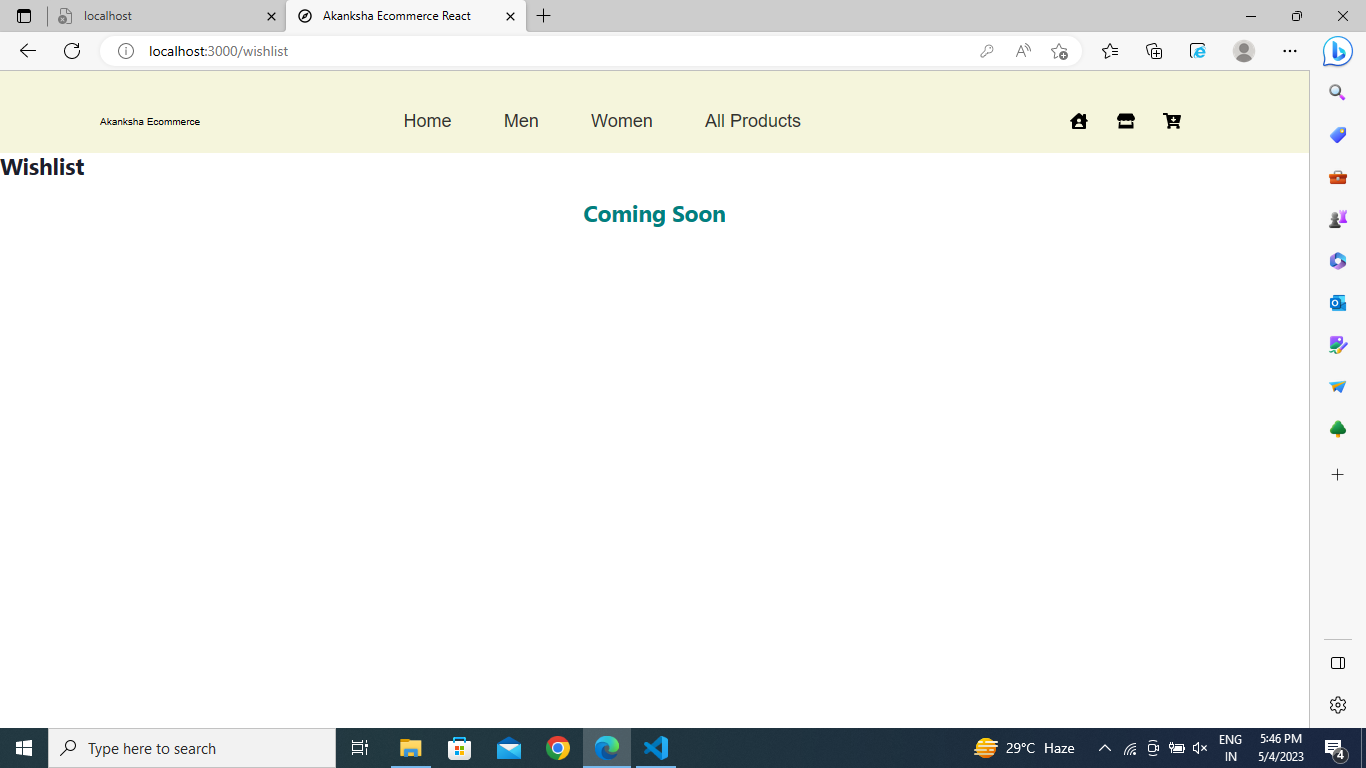 localhost
Akanksha Ecommerce React
localhost:3000/wishlist
Akanksha Ecommerce
Home
Men
Women
All Products
Wishlist
Coming Soon
Type here to search
29°C Haze
ENG
IN
5:46 PM
5/4/2023
4